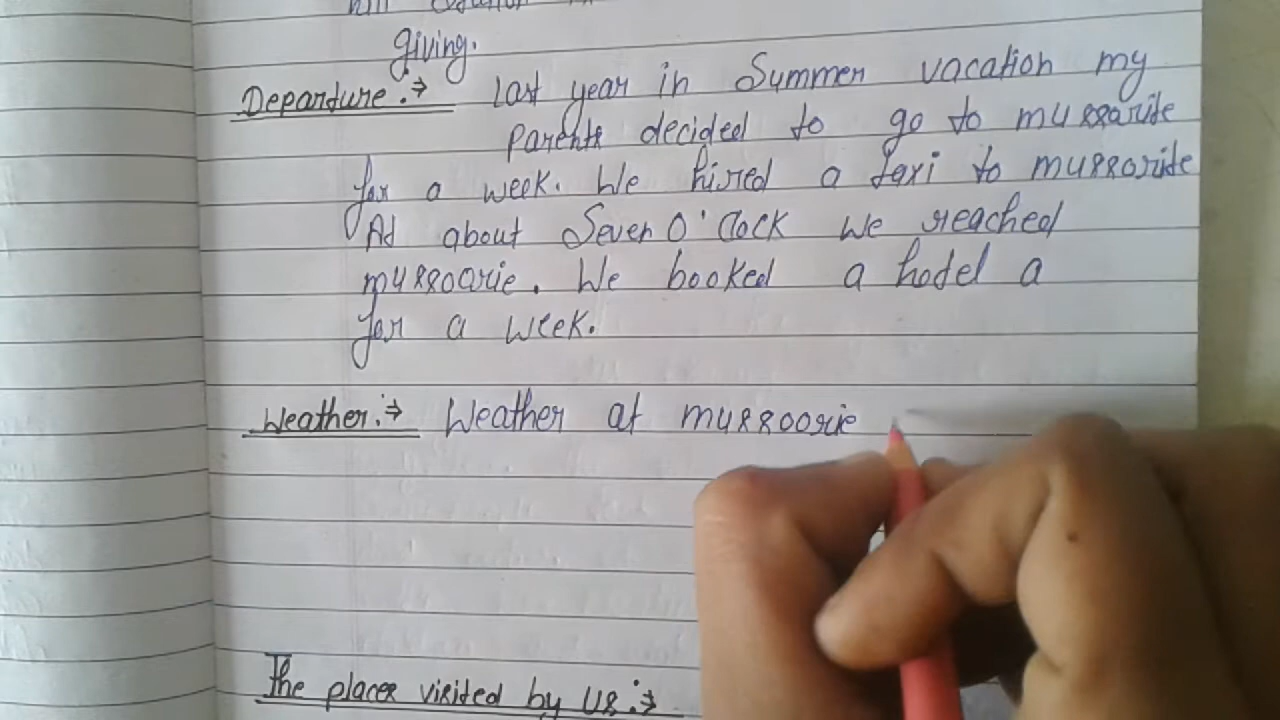 giving.
Departure :→ Last year in Summer vacation my
Parents decided to go to mussorite
for a week. We hired a taxi to mussorite
At about Seven O'Clock we reached
mussoorie. We booked a hotel a
for a week.
Weather :→ Weather at mussoorie
The places visited by us :→